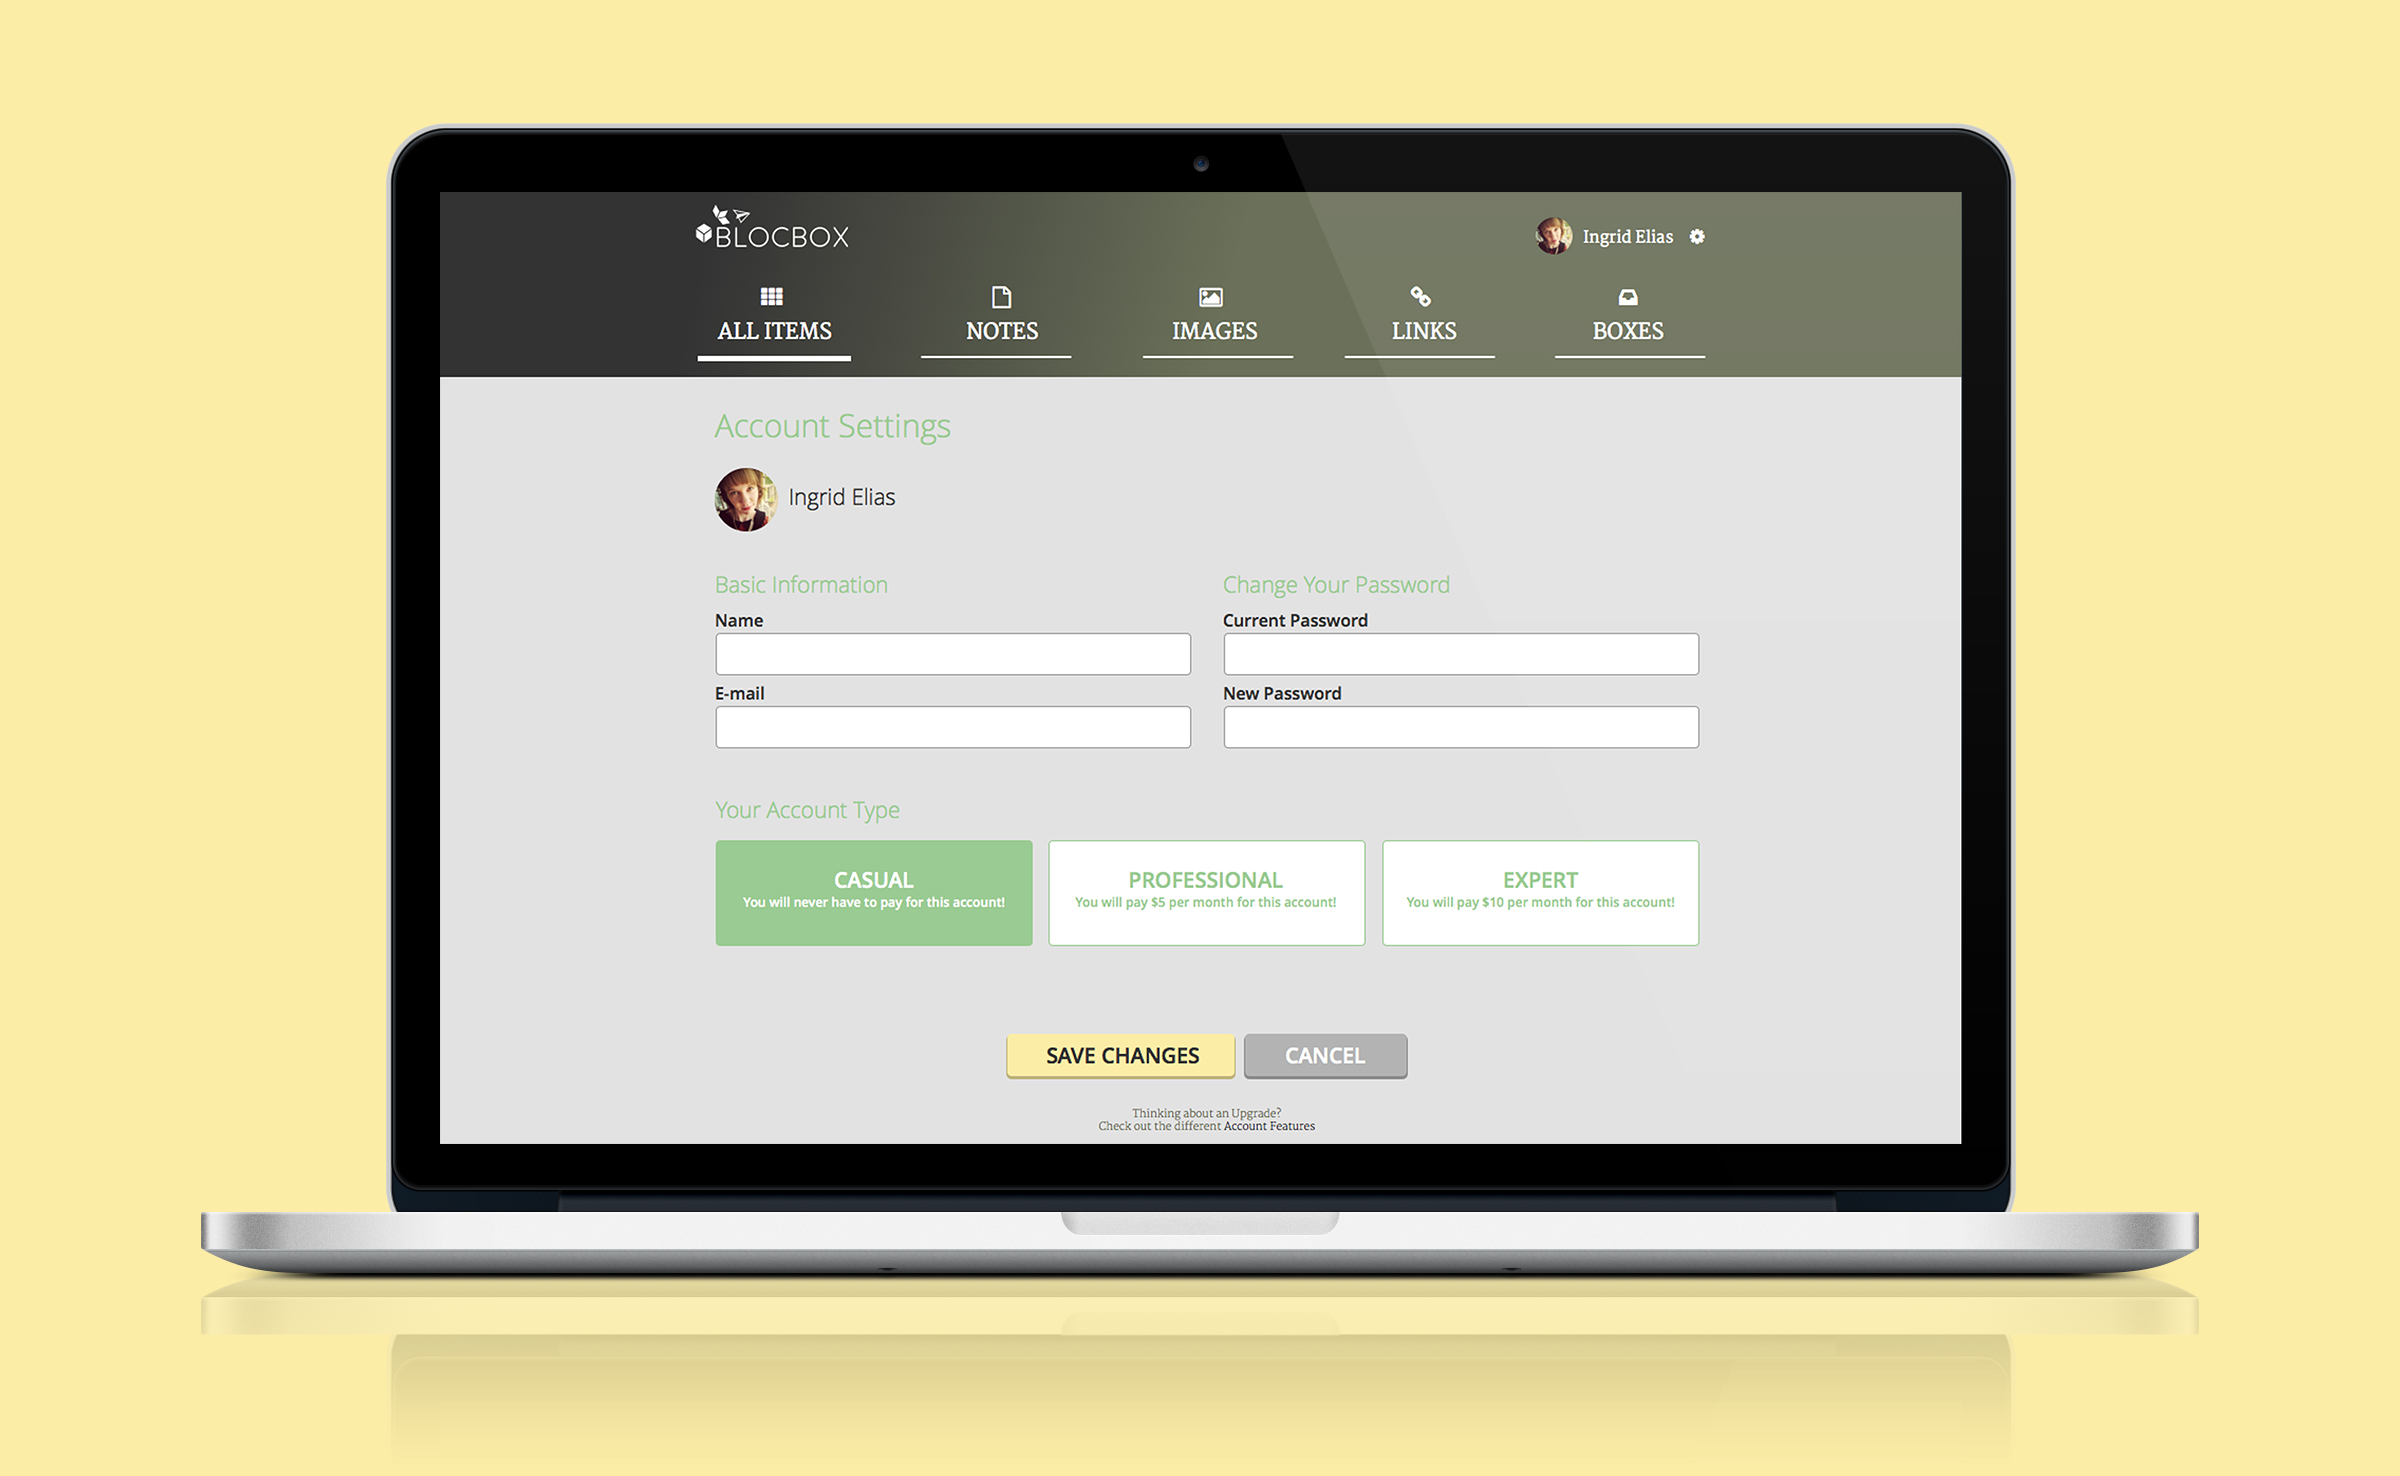 BLOCBOX
Ingrid Elias
ALL ITEMS
NOTES
IMAGES
LINKS
BOXES
Account Settings
Ingrid Elias
Basic Information
Name
E-mail
Change Your Password
Current Password
New Password
Your Account Type
CASUAL
You will never have to pay for this account!
PROFESSIONAL
You will pay $5 per month for this account!
EXPERT
You will pay $10 per month for this account!
SAVE CHANGES
CANCEL
Thinking about an Upgrade?
Check out the different Account Features